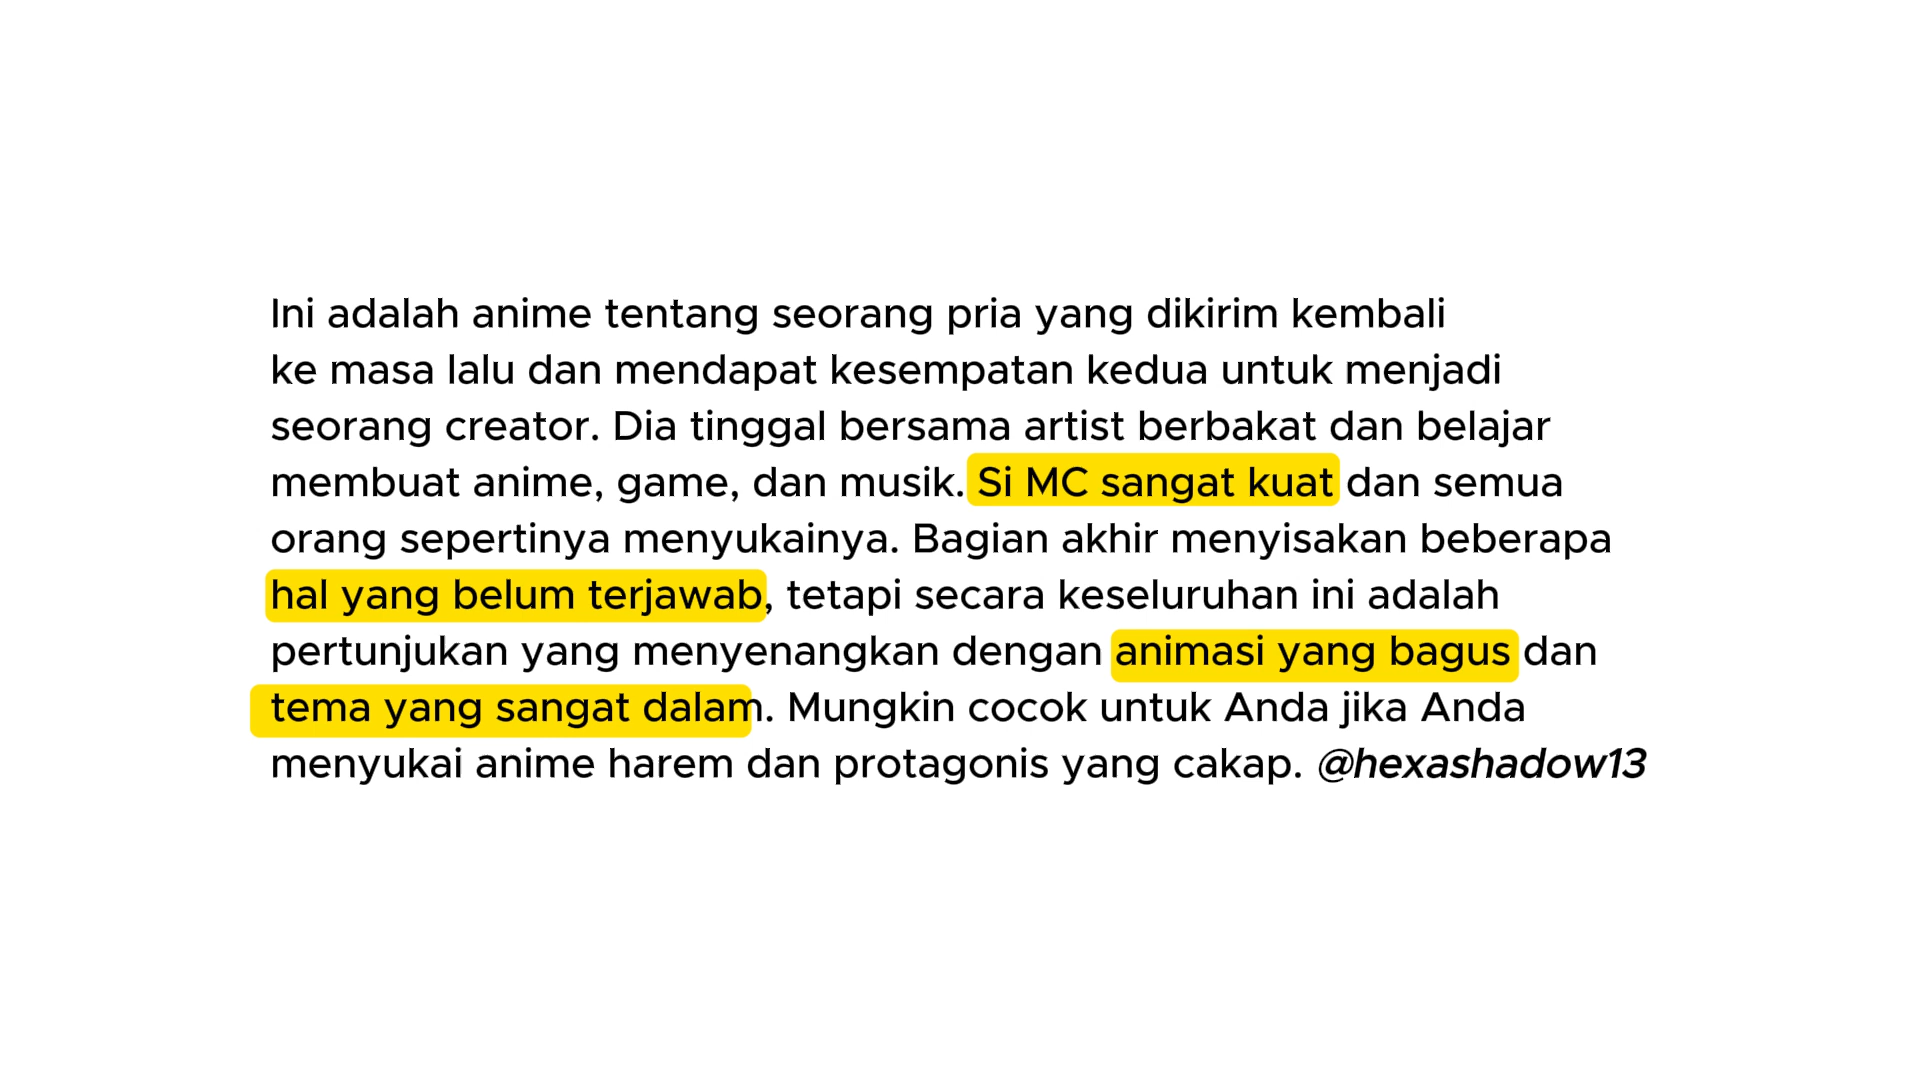 Ini adalah anime tentang seorang pria yang dikirim kembali
ke masa lalu dan mendapat kesempatan kedua untuk menjadi
seorang creator. Dia tinggal bersama artist berbakat dan belajar
membuat anime, game, dan musik. Si MC sangat kuat dan semua
orang sepertinya menyukainya. Bagian akhir menyisakan beberapa
hal yang belum terjawab, tetapi secara keseluruhan ini adalah
pertunjukan yang menyenangkan dengan animasi yang bagus dan
tema yang sangat dalam. Mungkin cocok untuk Anda jika Anda
menyukai anime harem dan protagonis yang cakap. @hexashadow13